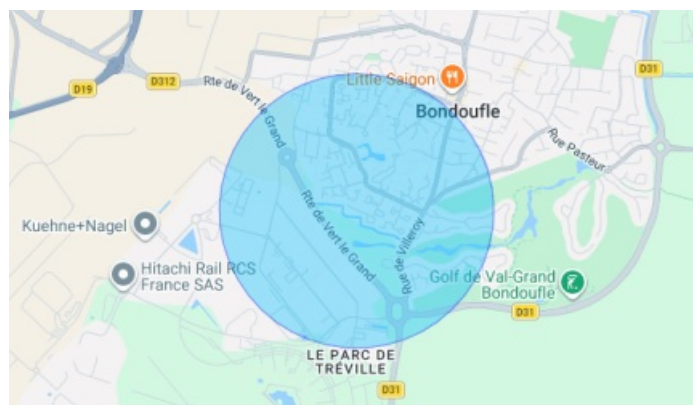 D31
D312
Rte de Vert le Grand
Little Saigon
D19
Bondoufle
Rue Pasteur
Rte de Vert le Grand
Kuehne+Nagel
Rue de Villeroy
Hitachi Rail RCS
France SAS
Golf de Val-Grand
Bondoufle
D31
LE PARC DE
TRÉVILLE
D31